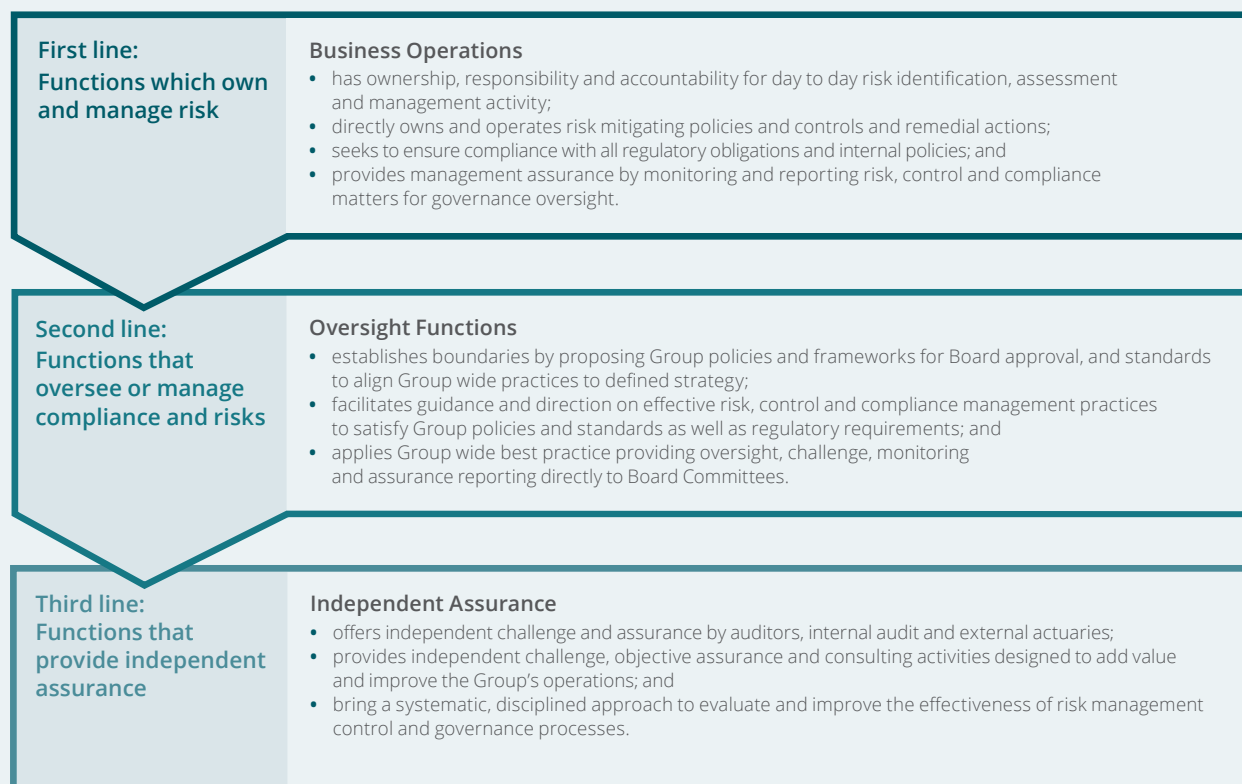 First line:
Functions which own
and manage risk
Business Operations
• has ownership, responsibility and accountability for day to day risk identification, assessment
and management activity;
• directly owns and operates risk mitigating policies and controls and remedial actions;
• seeks to ensure compliance with all regulatory obligations and internal policies; and
• provides management assurance by monitoring and reporting risk, control and compliance
matters for governance oversight.
Second line:
Functions that
oversee or manage
compliance and risks
Oversight Functions
• establishes boundaries by proposing Group policies and frameworks for Board approval, and standards
to align Group wide practices to defined strategy;
• facilitates guidance and direction on effective risk, control and compliance management practices
to satisfy Group policies and standards as well as regulatory requirements; and
• applies Group wide best practice providing oversight, challenge, monitoring
and assurance reporting directly to Board Committees.
Third line:
Functions that
provide independent
assurance
Independent Assurance
• offers independent challenge and assurance by auditors, internal audit and external actuaries;
• provides independent challenge, objective assurance and consulting activities designed to add value
and improve the Group's operations; and
• bring a systematic, disciplined approach to evaluate and improve the effectiveness of risk management
control and governance processes.